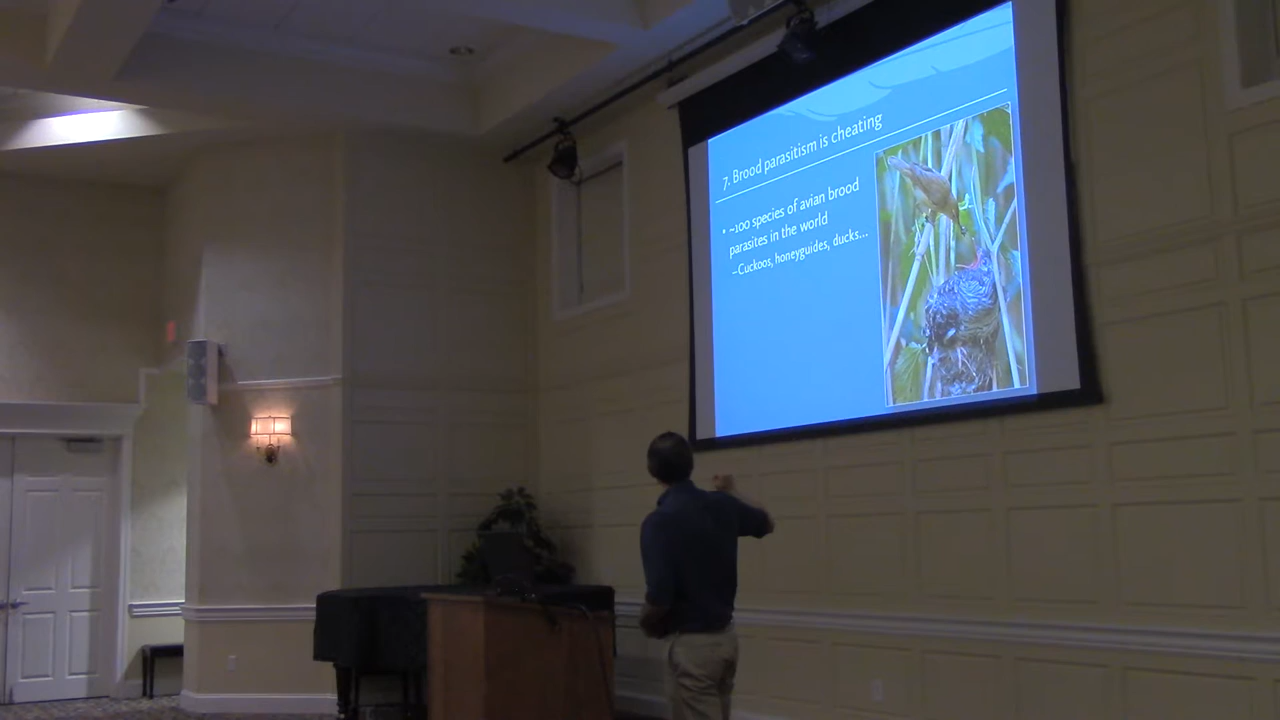 7. Brood parasitism is cheating
• ~100 species of avian brood
parasites in the world
–Cuckoos, honeyguides, ducks...